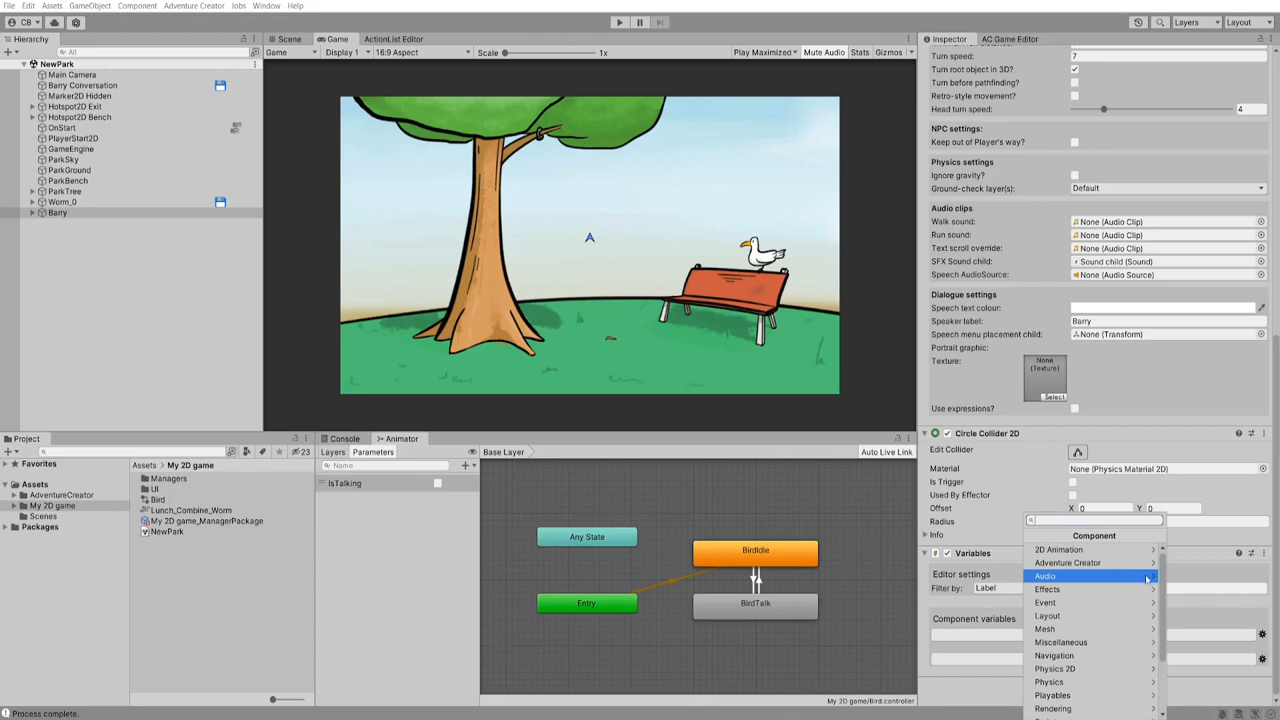 File Edit Assets GameObject Component Adventure Creator Jobs Window Help
CB
Layers Layout
Hierarchy
All
NewPark
Main Camera
Barry Conversation
Marker2D Hidden
Hotspot2D Exit
Hotspot2D Bench
OnStart
PlayerStart2D
GameEngine
ParkSky
ParkGround
ParkBench
ParkTree
Worm_0
Barry
Scene Game ActionList Editor
Game Display 1 16:9 Aspect Scale 1x Play Maximized Mute Audio Stats Gizmos
Inspector AC Game Editor
Turn speed: 7
Turn root object in 3D?
Turn before pathfinding?
Retro-style movement?
Head turn speed: 4
NPC settings:
Keep out of Player's way?
Physics settings
Ignore gravity?
Ground-check layer(s): Default
Audio clips
Walk sound: None (Audio Clip)
Run sound: None (Audio Clip)
Text scroll override: None (Audio Clip)
SFX Sound child: Sound child (Sound)
Speech AudioSource: None (Audio Source)
Dialogue settings
Speech text colour:
Speaker label: Barry
Speech menu placement child: None (Transform)
Portrait graphic:
Texture: None
(Texture)
Select
Use expressions?
Circle Collider 2D
Edit Collider
Material None (Physics Material 2D)
Is Trigger
Used By Effector
Offset X 0 Y 0
Radius
Info
Variables
Editor settings
Filter by: Label
Component variables
Component
2D Animation
Adventure Creator
Audio
Effects
Event
Layout
Mesh
Miscellaneous
Navigation
Physics 2D
Physics
Playables
Rendering
Project
23
Favorites
Assets
AdventureCreator
My 2D game
Scenes
Packages
Assets > My 2D game
Managers
UI
Bird
Lunch_Combine_Worm
My 2D game_ManagerPackage
NewPark
Console Animator
Layers Parameters
Base Layer Auto Live Link
Name
IsTalking
Any State
Entry
BirdIdle
BirdTalk
My 2D game/Bird.controller
Process complete.